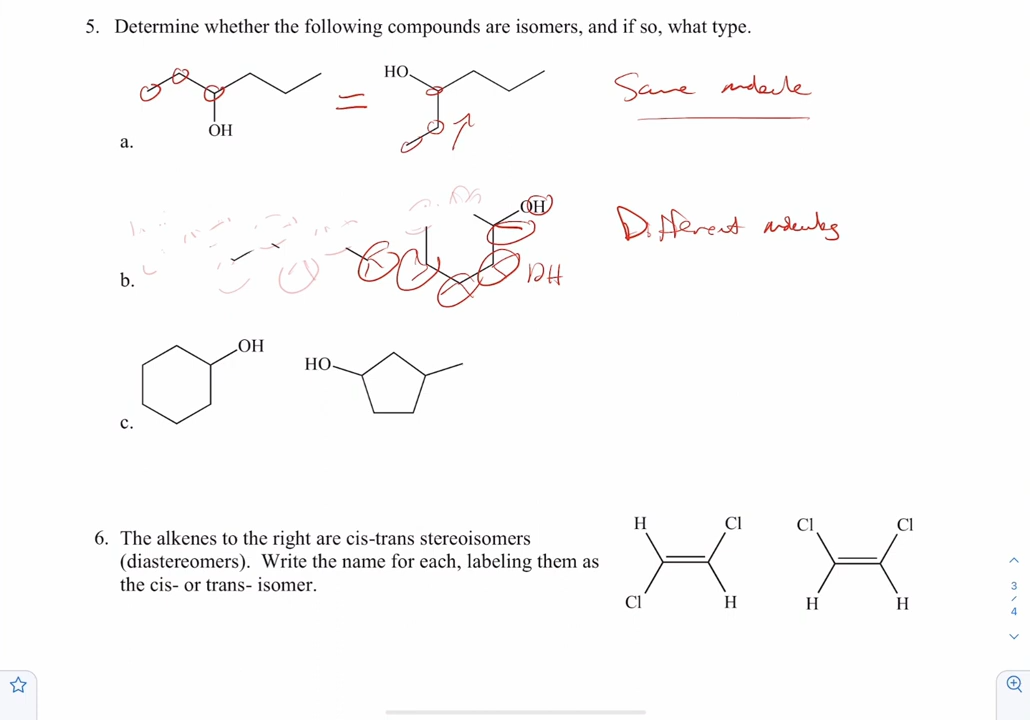 5. Determine whether the following compounds are isomers, and if so, what type.
HO
OH
Same
a.
OH
Different
OH
b.
OH
HO
c.
H Cl Cl Cl
6. The alkenes to the right are cis-trans stereoisomers
(diastereomers). Write the name for each, labeling them as
the cis- or trans- isomer.
Cl H H H
3
/
4